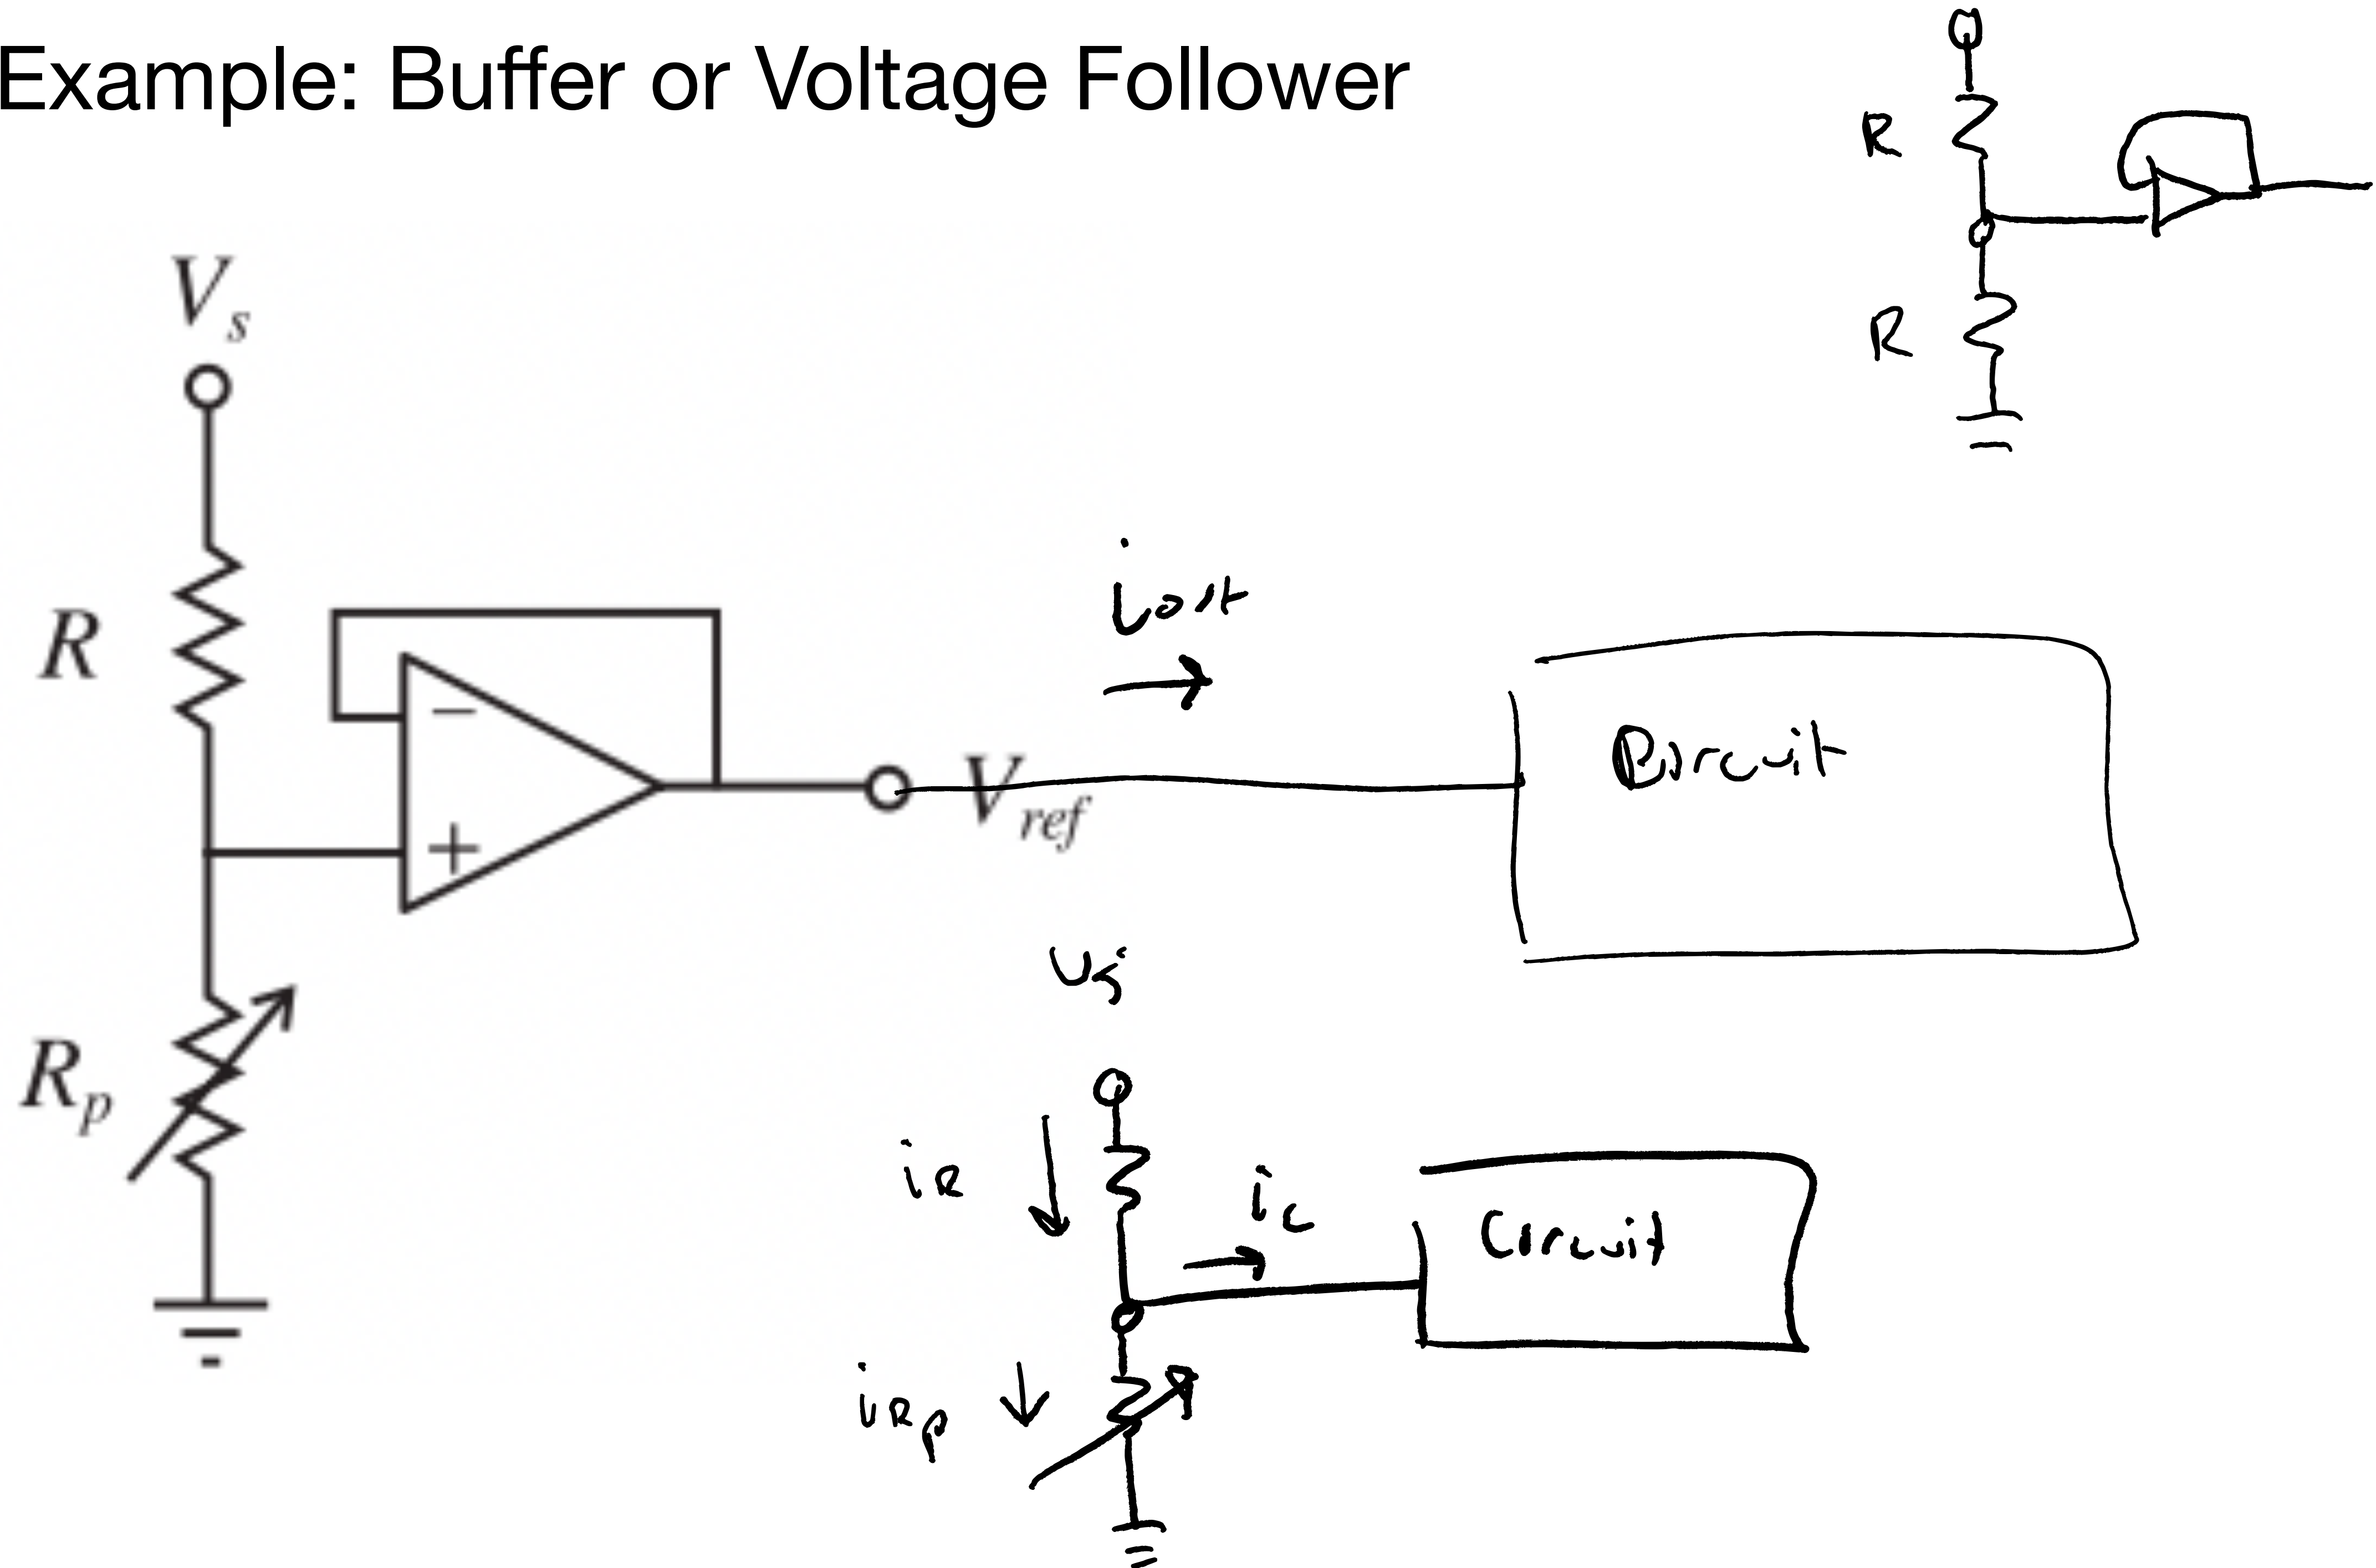 Example: Buffer or Voltage Follower
R
R
Vs
R
−
+
Vref
Rp
iout
Circuit
Vs
iR
ic
Circuit
iRp